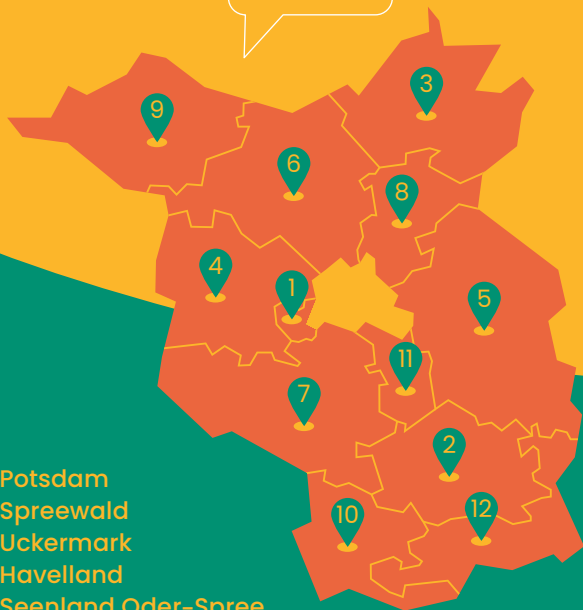 3
9
6
8
4
1
5
11
7
2
10
12
Potsdam
Spreewald
Uckermark
Havelland
Seenland Oder-Spree